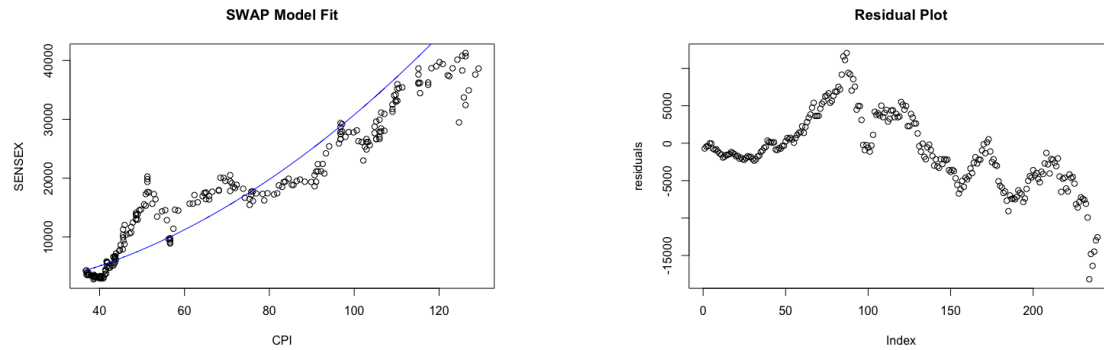 SWAP Model Fit
SENSEX
10000 20000 30000 40000
40 60 80 100 120
CPI
Residual Plot
residuals
-15000 -5000 0 5000
0 50 100 150 200
Index